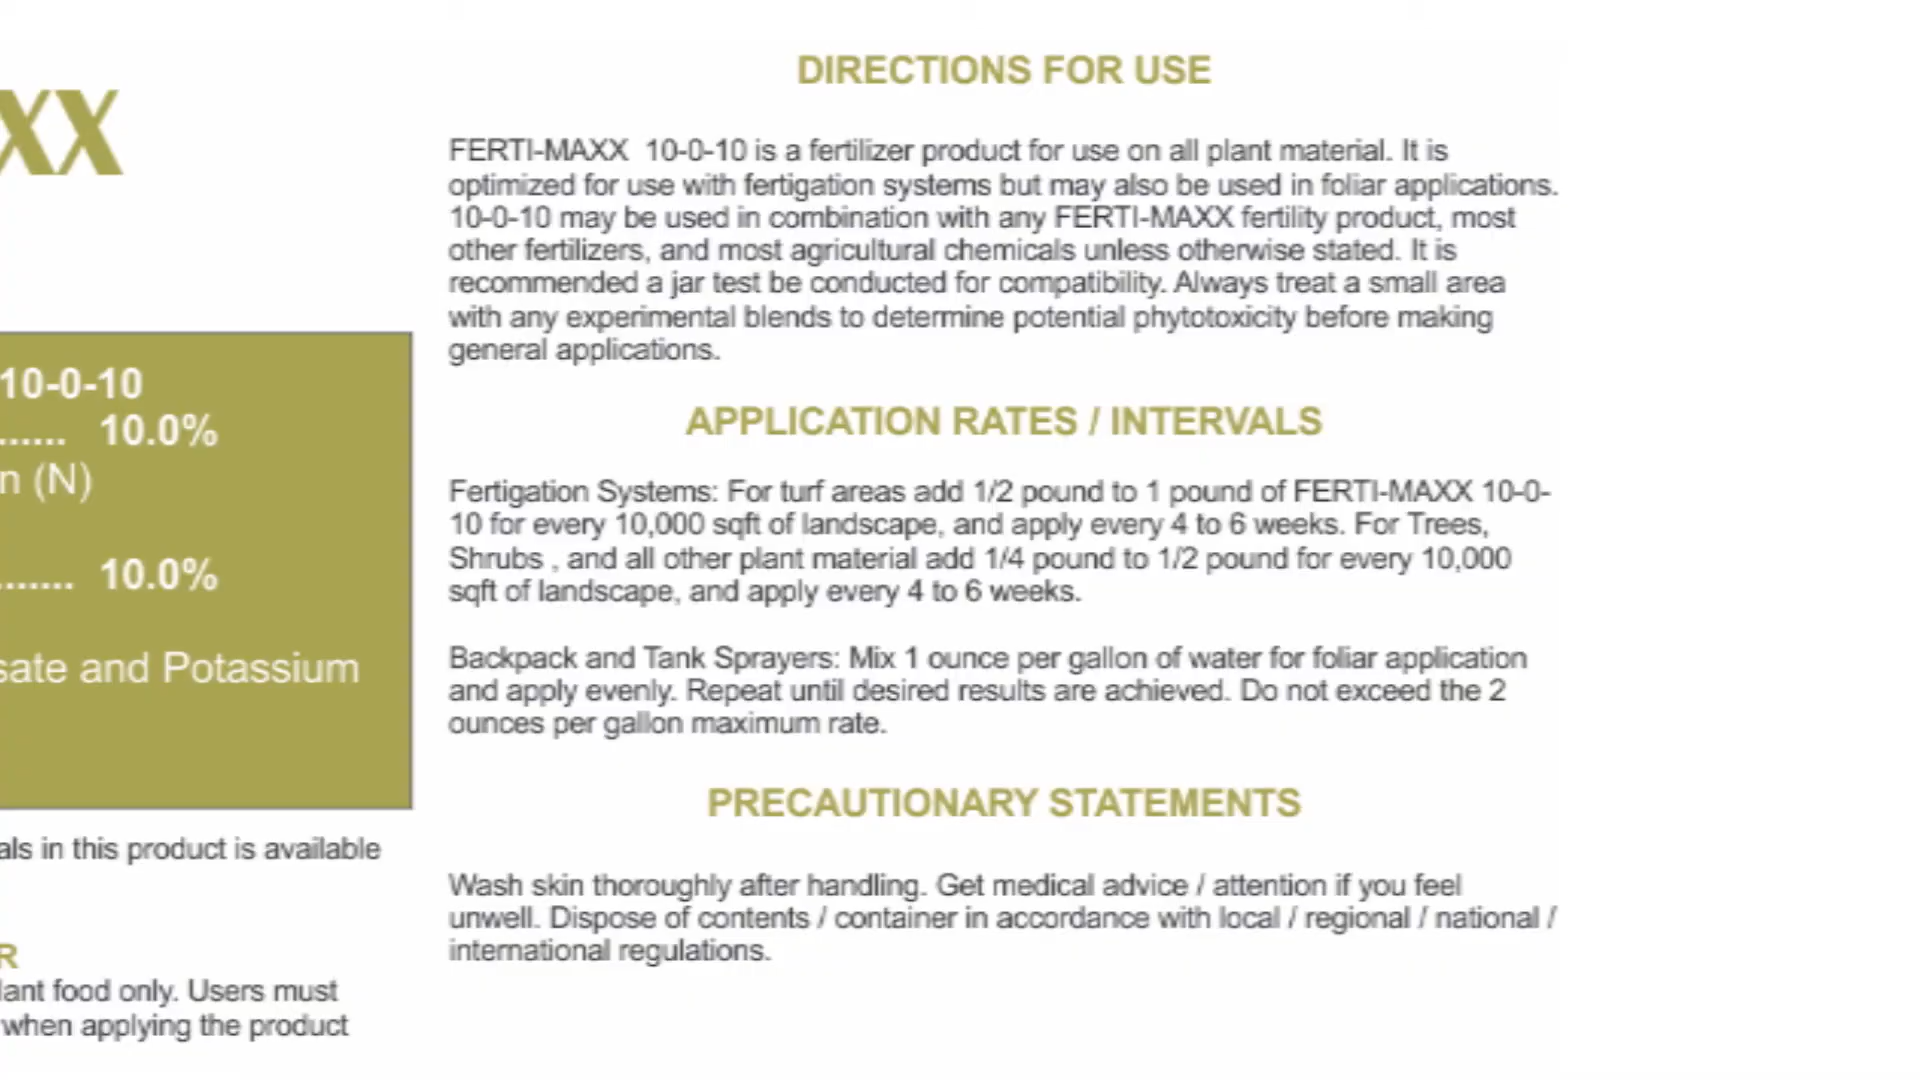 XX
10-0-10
...... 10.0%
n (N)
....... 10.0%
sate and Potassium
als in this product is available
R
lant food only. Users must
when applying the product
DIRECTIONS FOR USE
FERTI-MAXX 10-0-10 is a fertilizer product for use on all plant material. It is
optimized for use with fertigation systems but may also be used in foliar applications.
10-0-10 may be used in combination with any FERTI-MAXX fertility product, most
other fertilizers, and most agricultural chemicals unless otherwise stated. It is
recommended a jar test be conducted for compatibility. Always treat a small area
with any experimental blends to determine potential phytotoxicity before making
general applications.
APPLICATION RATES / INTERVALS
Fertigation Systems: For turf areas add 1/2 pound to 1 pound of FERTI-MAXX 10-0-
10 for every 10,000 sqft of landscape, and apply every 4 to 6 weeks. For Trees,
Shrubs , and all other plant material add 1/4 pound to 1/2 pound for every 10,000
sqft of landscape, and apply every 4 to 6 weeks.
Backpack and Tank Sprayers: Mix 1 ounce per gallon of water for foliar application
and apply evenly. Repeat until desired results are achieved. Do not exceed the 2
ounces per gallon maximum rate.
PRECAUTIONARY STATEMENTS
Wash skin thoroughly after handling. Get medical advice / attention if you feel
unwell. Dispose of contents / container in accordance with local / regional / national /
international regulations.